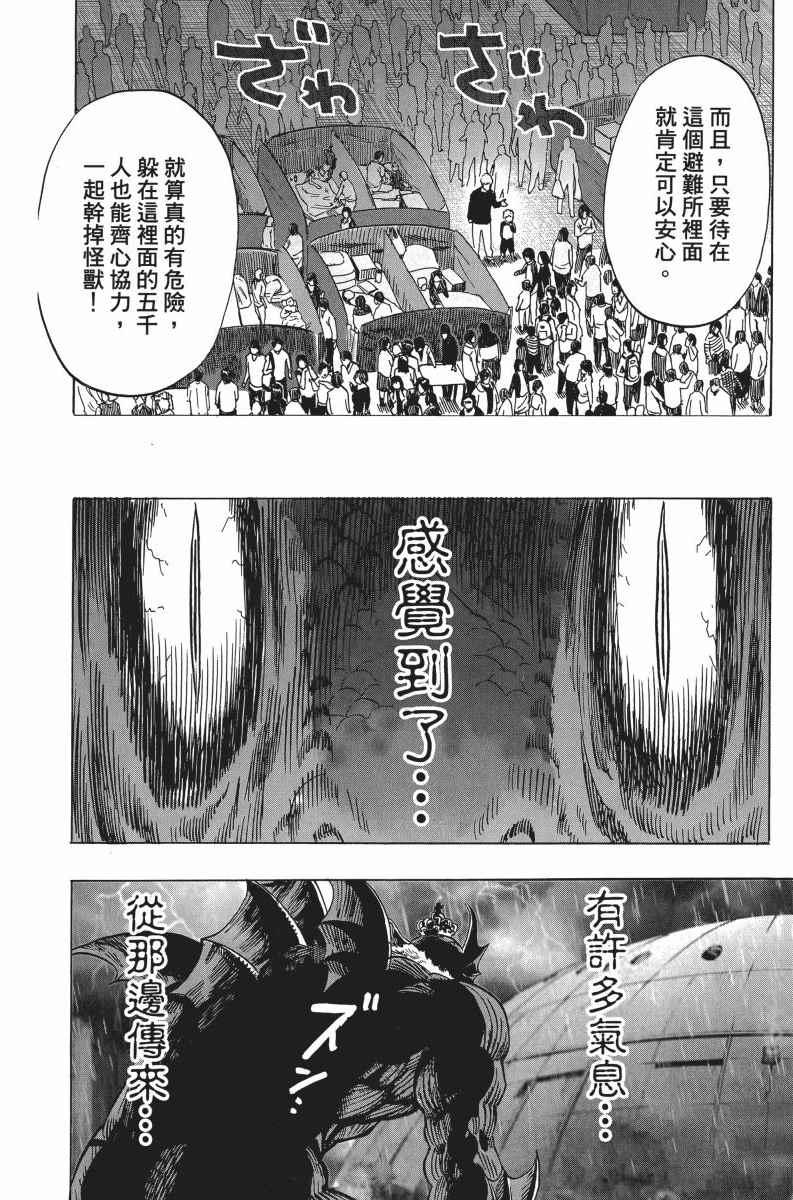 而且，只要待在
這個避難所裡面
就肯定可以安心。
ざわ
ざわ
就算真的有危險，
躲在這裡面的五千
人也能齊心協力，
一起幹掉怪獸！
感覺到了…
有許多氣息…
ズン
從那邊傳來…